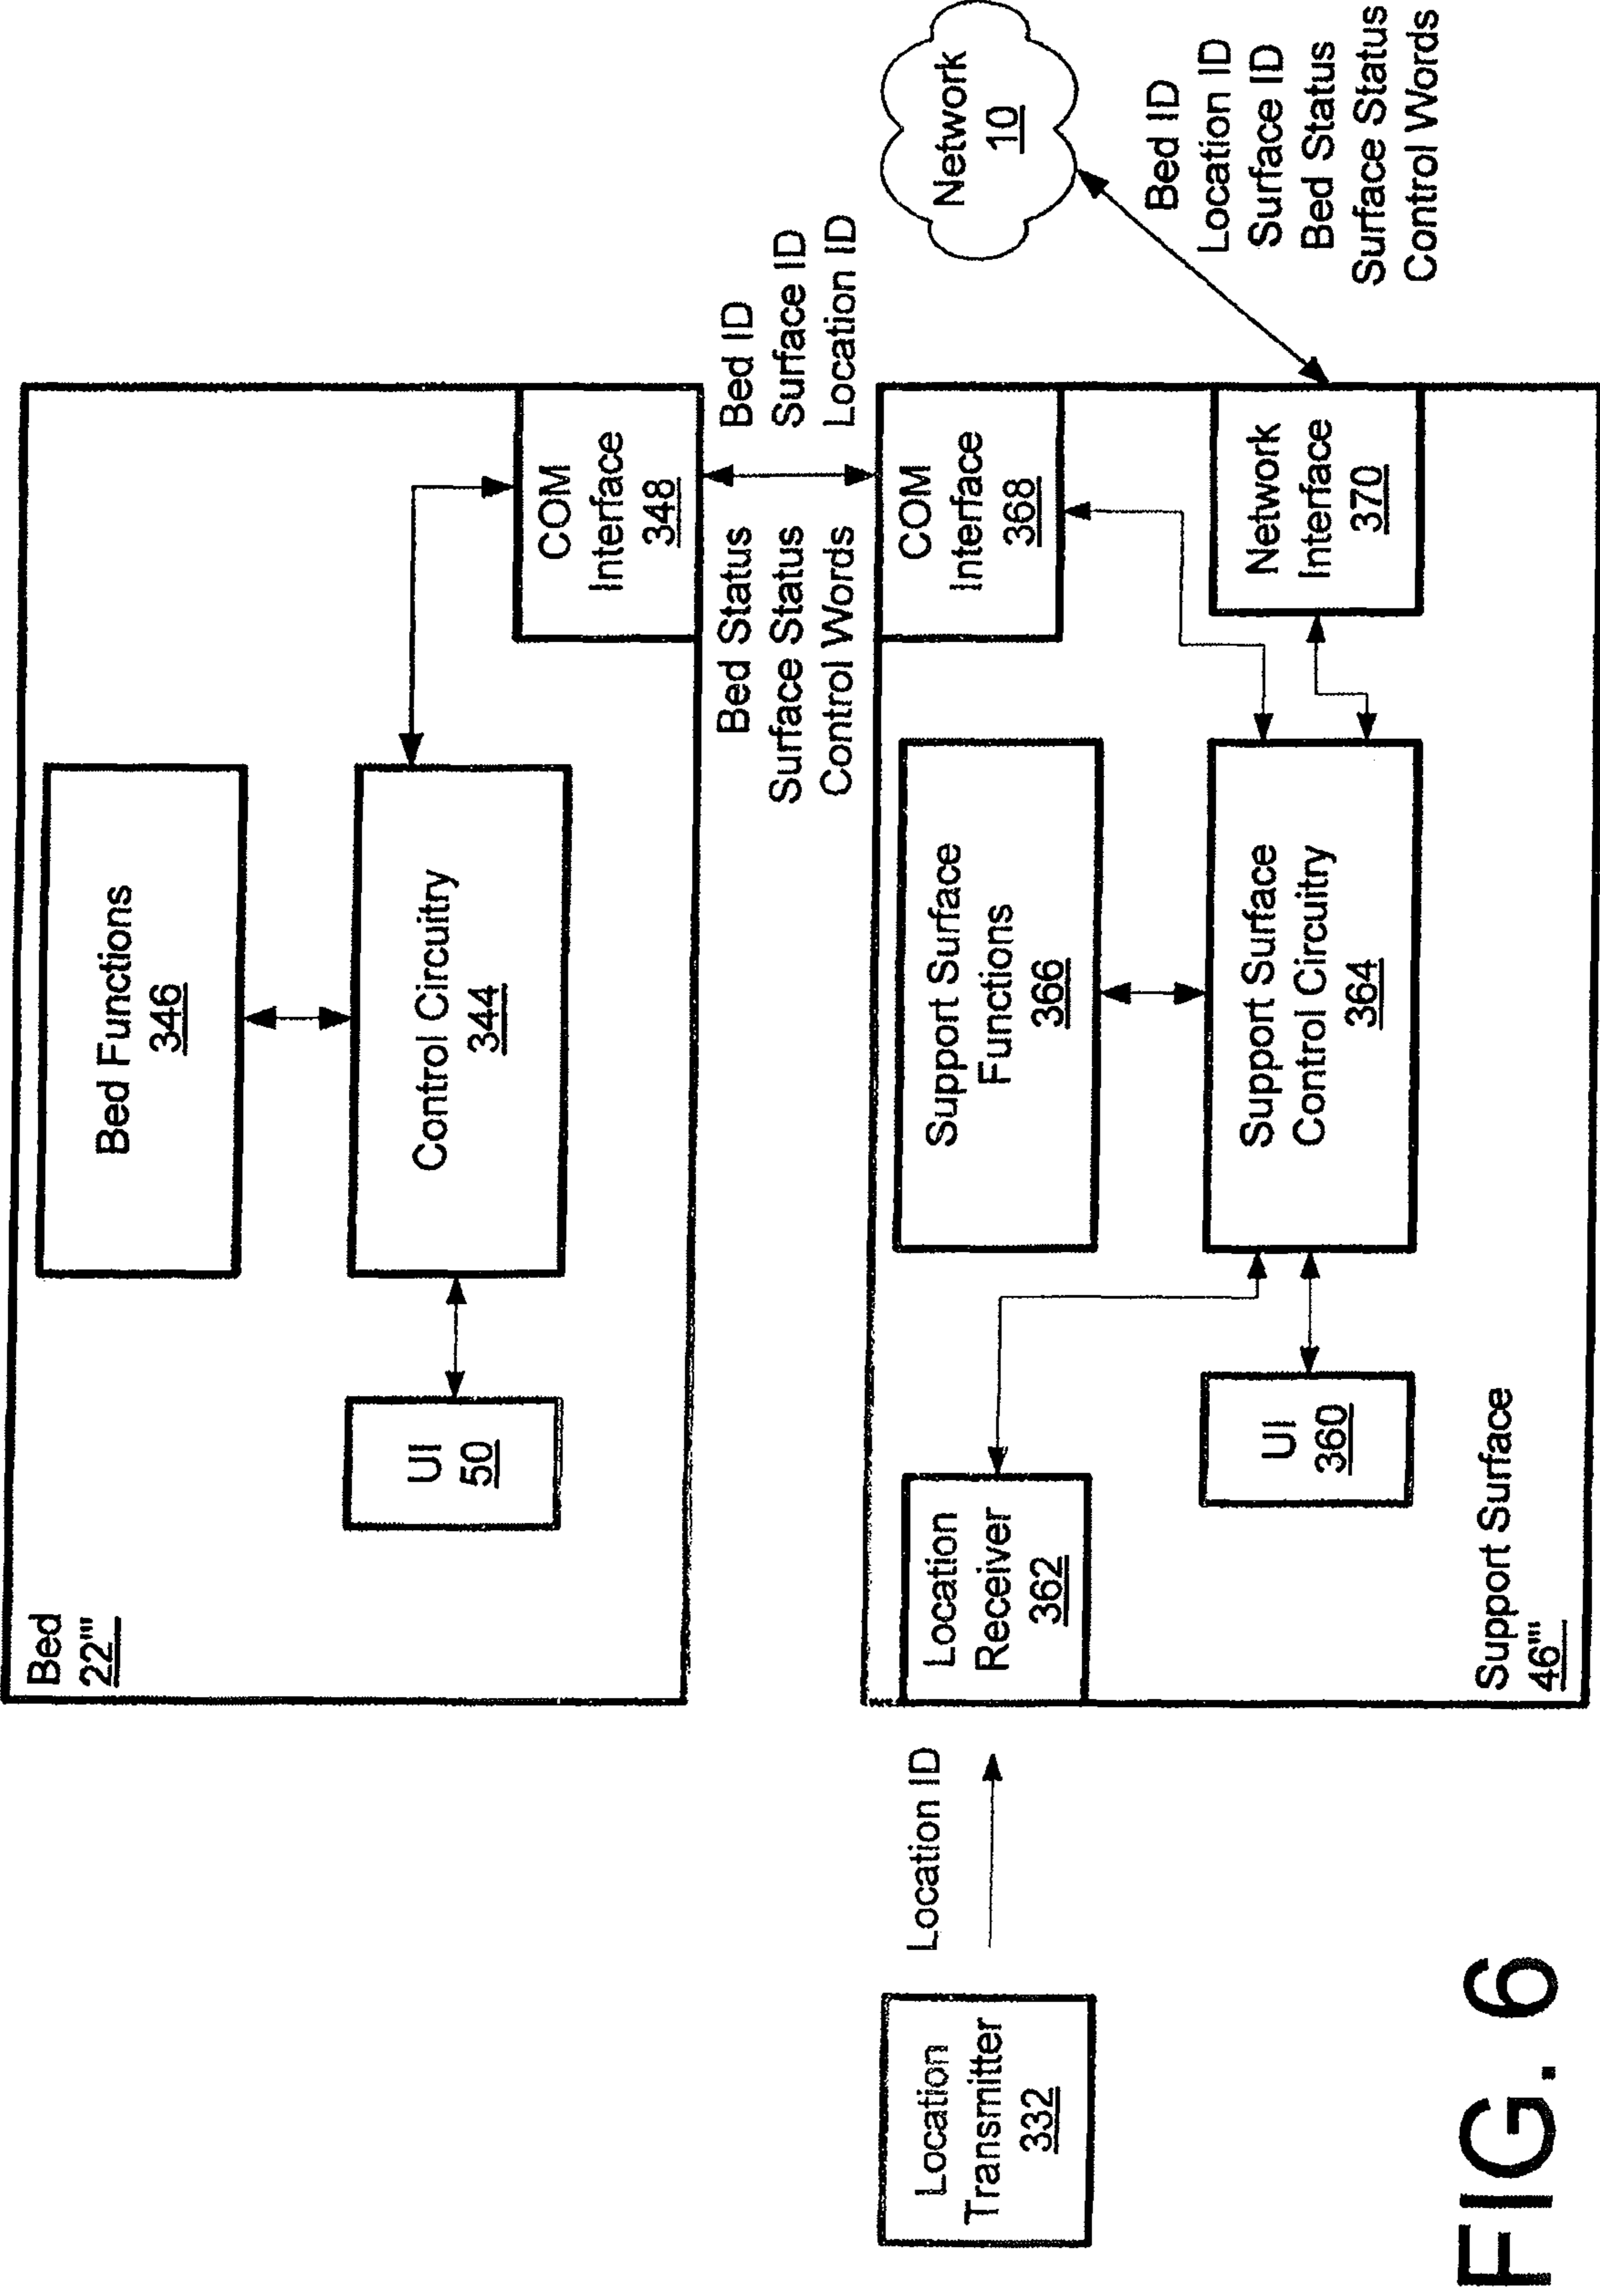 Bed
22'''
Bed Functions
346
UI
50
Control Circuitry
344
COM
Interface
348
Bed Status
Surface Status
Control Words
Bed ID
Surface ID
Location ID
Location
Transmitter
332
Location ID
Location
Receiver
362
Support Surface
Functions
366
COM
Interface
368
UI
360
Support Surface
Control Circuitry
364
Network
Interface
370
Support Surface
46'''
Network
10
Bed ID
Location ID
Surface ID
Bed Status
Surface Status
Control Words
FIG. 6